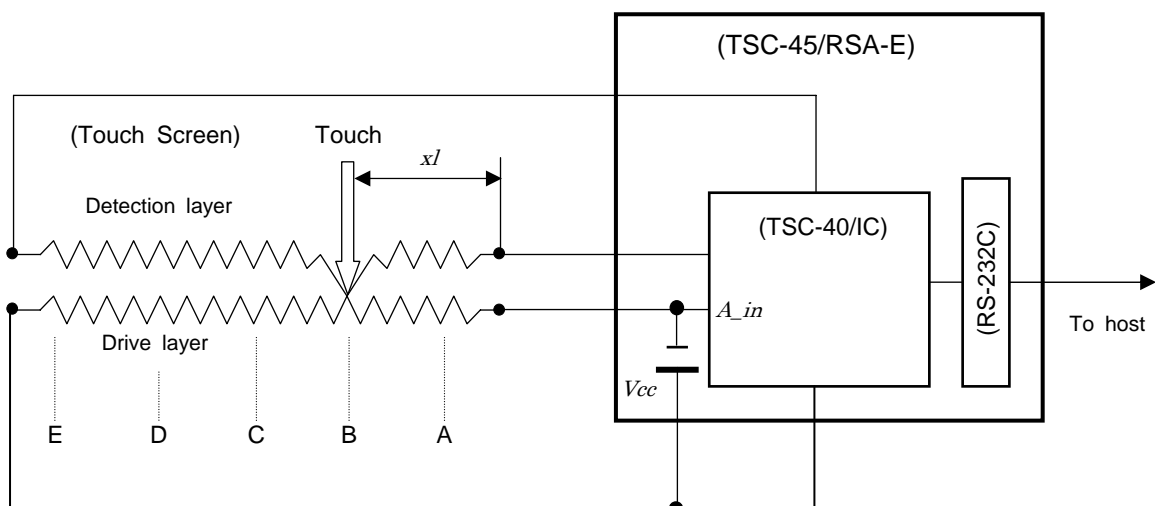 (TSC-45/RSA-E)
(Touch Screen)
Touch
xl
Detection layer
(TSC-40/IC)
(RS-232C)
A_in
To host
Drive layer
Vcc
E
D
C
B
A